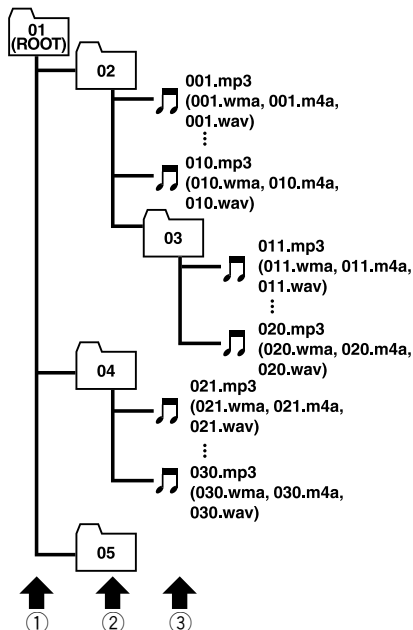 01
(ROOT)
02
001.mp3
(001.wma, 001.m4a,
001.wav)
010.mp3
(010.wma, 010.m4a,
010.wav)
03
011.mp3
(011.wma, 011.m4a,
011.wav)
020.mp3
(020.wma, 020.m4a,
020.wav)
04
021.mp3
(021.wma, 021.m4a,
021.wav)
030.mp3
(030.wma, 030.m4a,
030.wav)
05
① ② ③